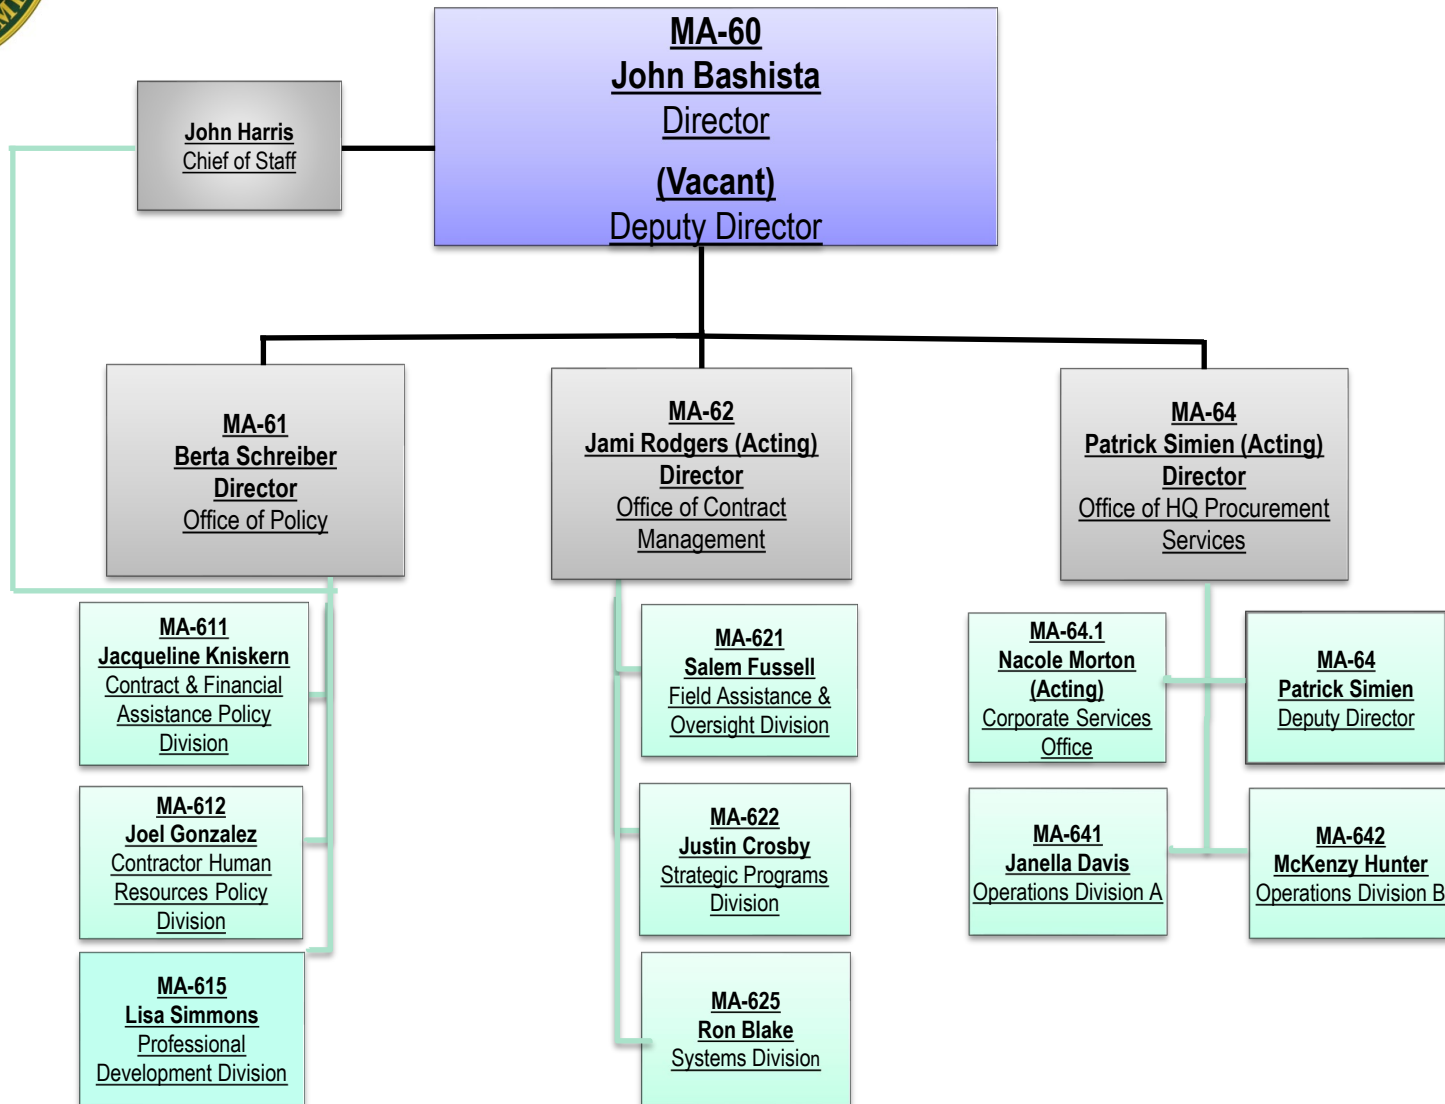 MA-60
John Bashista
Director
(Vacant)
Deputy Director
John Harris
Chief of Staff
MA-61
Berta Schreiber
Director
Office of Policy
MA-62
Jami Rodgers (Acting)
Director
Office of Contract
Management
MA-64
Patrick Simien (Acting)
Director
Office of HQ Procurement
Services
MA-611
Jacqueline Kniskern
Contract & Financial
Assistance Policy
Division
MA-612
Joel Gonzalez
Contractor Human
Resources Policy
Division
MA-615
Lisa Simmons
Professional
Development Division
MA-621
Salem Fussell
Field Assistance &
Oversight Division
MA-622
Justin Crosby
Strategic Programs
Division
MA-625
Ron Blake
Systems Division
MA-64.1
Nacole Morton
(Acting)
Corporate Services
Office
MA-64
Patrick Simien
Deputy Director
MA-641
Janella Davis
Operations Division A
MA-642
McKenzy Hunter
Operations Division B